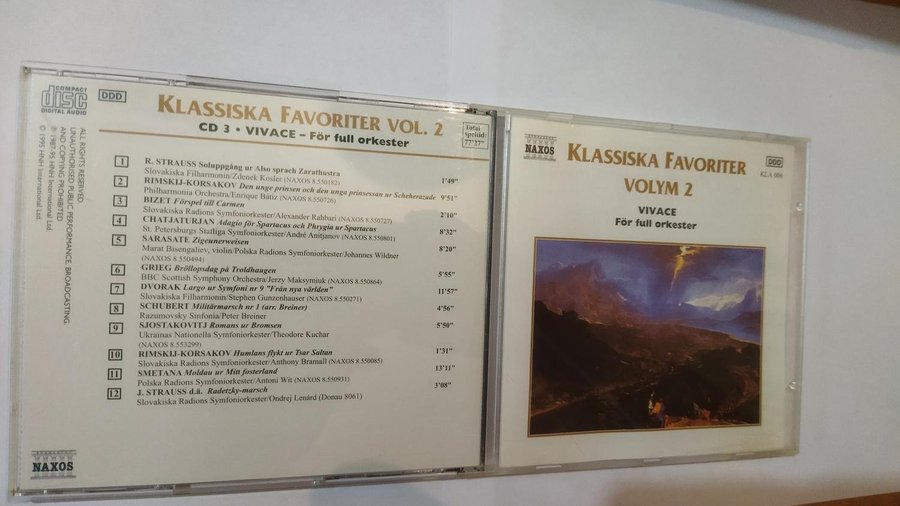 COMPACT
disc
DIGITAL AUDIO
DDD
KLASSISKA FAVORITER VOL. 2
CD 3 • VIVACE – För full orkester
Total
speltid:
77'27"
1 R. STRAUSS Soluppgång ur Also sprach Zarathustra
Slovakiska Filharmonin/Zdenek Kosler (NAXOS 8.550182) 1'49"
2 RIMSKIJ-KORSAKOV Den unge prinsen och den unga prinsessan ur Scheherazade 9'51"
Philharmonia Orchestra/Enrique Bátiz (NAXOS 8.550726)
3 BIZET Förspel till Carmen 2'10"
Slovakiska Radions Symfoniorkester/Alexander Rahbari (NAXOS 8.550727)
4 CHATJATURJAN Adagio för Spartacus och Phrygia ur Spartacus 8'32"
St. Petersburgs Statliga Symfoniorkester/André Anitjanov (NAXOS 8.550801)
5 SARASATE Zigeunerweisen 8'20"
Marat Bisengaliev, violin/Polska Radions Symfoniorkester/Johannes Wildner
(NAXOS 8.550494)
6 GRIEG Bröllopsdag på Troldhaugen 5'55"
BBC Scottish Symphony Orchestra/Jerzy Maksymiuk (NAXOS 8.550864)
7 DVORAK Largo ur Symfoni nr 9 "Från nya världen" 11'57"
Slovakiska Filharmonin/Stephen Gunzenhauser (NAXOS 8.550271)
8 SCHUBERT Militärmarsch nr 1 (arr. Breiner) 4'56"
Razumovsky Sinfonia/Peter Breiner
9 SJOSTAKOVITJ Romans ur Bromsen 5'50"
Ukrainas Nationella Symfoniorkester/Theodore Kuchar
(NAXOS 8.553299)
10 RIMSKIJ-KORSAKOV Humlans flykt ur Tsar Saltan 1'31"
Slovakiska Radions Symfoniorkester/Anthony Bramall (NAXOS 8.550085)
11 SMETANA Moldau ur Mitt fosterland 13'11"
Polska Radions Symfoniorkester/Antoni Wit (NAXOS 8.550931)
12 J. STRAUSS d.ä. Radetzky-marsch 3'08"
Slovakiska Radions Symfoniorkester/Ondrej Lenárd (Donau 8061)
ALL RIGHTS RESERVED.
UNAUTHORISED PUBLIC PERFORMANCE, BROADCASTING
AND COPYING PROHIBITED
℗ 1987-95 HNH International Ltd.
© 1995 HNH International Ltd.
NAXOS
NAXOS
KLASSISKA FAVORITER
VOLYM 2
DDD
KLA 006
VIVACE
För full orkester